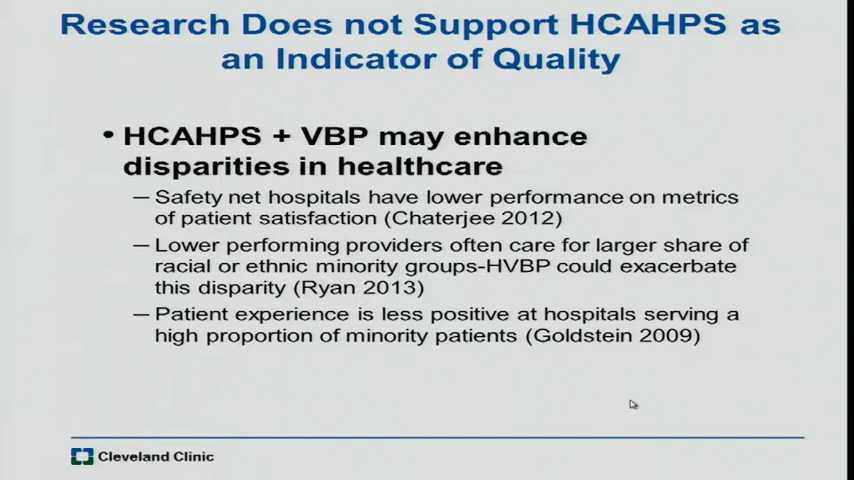 Research Does not Support HCAHPS as
an Indicator of Quality
• HCAHPS + VBP may enhance
disparities in healthcare
– Safety net hospitals have lower performance on metrics
of patient satisfaction (Chaterjee 2012)
– Lower performing providers often care for larger share of
racial or ethnic minority groups-HVBP could exacerbate
this disparity (Ryan 2013)
– Patient experience is less positive at hospitals serving a
high proportion of minority patients (Goldstein 2009)
Cleveland Clinic